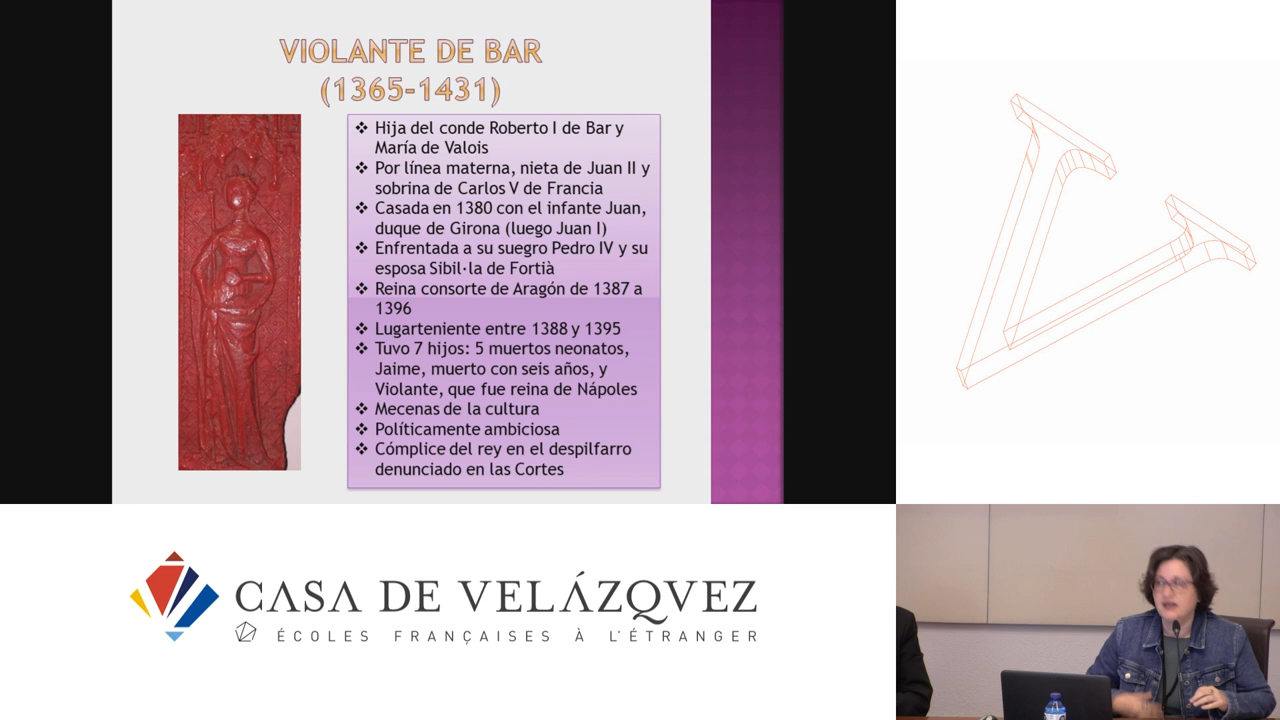 VIOLANTE DE BAR
(1365-1431)
❖ Hija del conde Roberto I de Bar y
María de Valois
❖ Por línea materna, nieta de Juan II y
sobrina de Carlos V de Francia
❖ Casada en 1380 con el infante Juan,
duque de Girona (luego Juan I)
❖ Enfrentada a su suegro Pedro IV y su
esposa Sibil·la de Fortià
❖ Reina consorte de Aragón de 1387 a
1396
❖ Lugarteniente entre 1388 y 1395
❖ Tuvo 7 hijos: 5 muertos neonatos,
Jaime, muerto con seis años, y
Violante, que fue reina de Nápoles
❖ Mecenas de la cultura
❖ Políticamente ambiciosa
❖ Cómplice del rey en el despilfarro
denunciado en las Cortes
V
CASA DE VELÁZQVEZ
ÉCOLES FRANÇAISES À L'ÉTRANGER